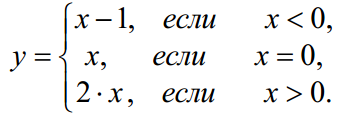 x − 1, если x < 0,
y = { x, если x = 0,
2 · x, если x > 0.